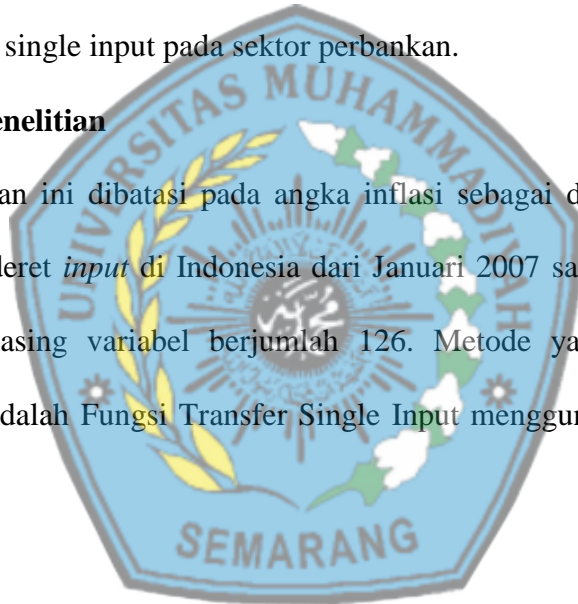 single input pada sektor perbankan.
enelitian
an ini dibatasi pada angka inflasi sebagai d
deret input di Indonesia dari Januari 2007 sa
asing variabel berjumlah 126. Metode ya
dalah Fungsi Transfer Single Input menggu
UNIVERSITAS MUHAMMADIYAH
SEMARANG